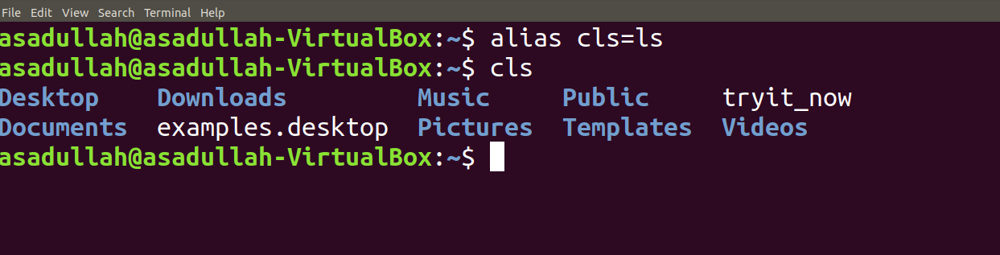 File Edit View Search Terminal Help
asadullah@asadullah-VirtualBox:~$ alias cls=ls
asadullah@asadullah-VirtualBox:~$ cls
Desktop Downloads Music Public tryit_now
Documents examples.desktop Pictures Templates Videos
asadullah@asadullah-VirtualBox:~$